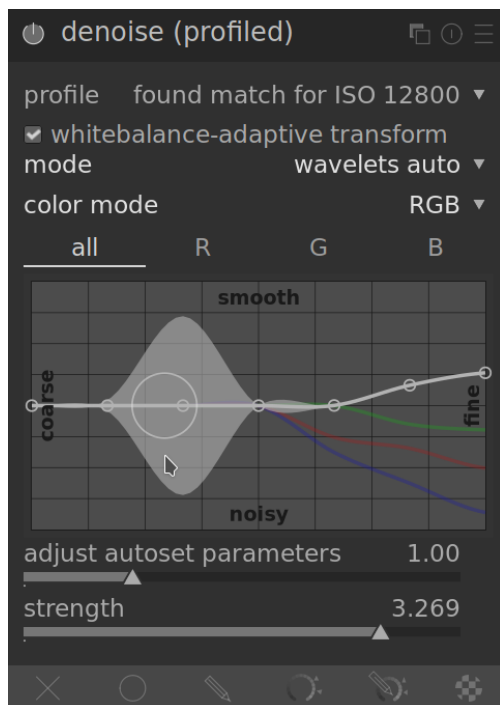 denoise (profiled)
profile found match for ISO 12800
whitebalance-adaptive transform
mode wavelets auto
color mode RGB
all R G B
smooth
coarse
fine
noisy
adjust autoset parameters 1.00
strength 3.269